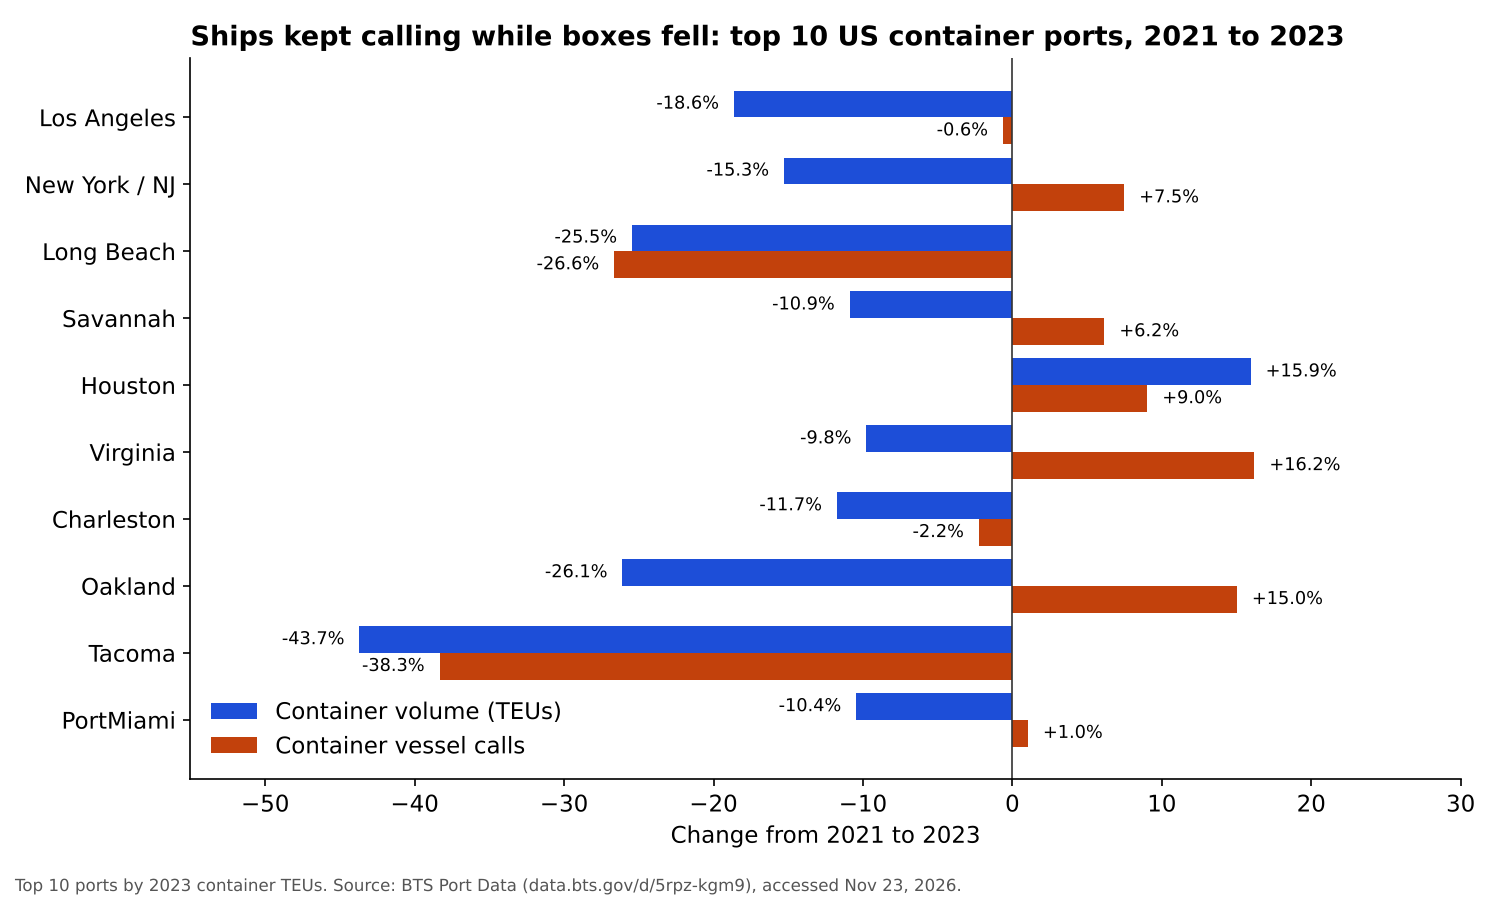 Ships kept calling while boxes fell: top 10 US container ports, 2021 to 2023
Los Angeles
-18.6%
-0.6%
New York / NJ
-15.3%
+7.5%
Long Beach
-25.5%
-26.6%
Savannah
-10.9%
+6.2%
Houston
+15.9%
+9.0%
Virginia
-9.8%
+16.2%
Charleston
-11.7%
-2.2%
Oakland
-26.1%
+15.0%
Tacoma
-43.7%
-38.3%
PortMiami
-10.4%
+1.0%
Container volume (TEUs)
Container vessel calls
−50 −40 −30 −20 −10 0 10 20 30
Change from 2021 to 2023
Top 10 ports by 2023 container TEUs. Source: BTS Port Data (data.bts.gov/d/5rpz-kgm9), accessed Nov 23, 2026.